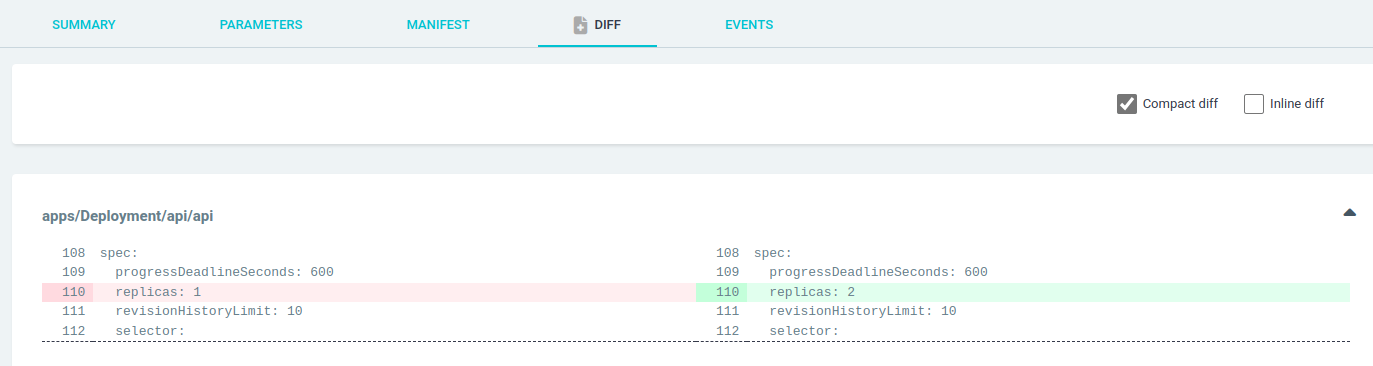 SUMMARY PARAMETERS MANIFEST DIFF EVENTS
Compact diff Inline diff
apps/Deployment/api/api
108 spec: 108 spec:
109 progressDeadlineSeconds: 600 109 progressDeadlineSeconds: 600
110 replicas: 1 110 replicas: 2
111 revisionHistoryLimit: 10 111 revisionHistoryLimit: 10
112 selector: 112 selector: